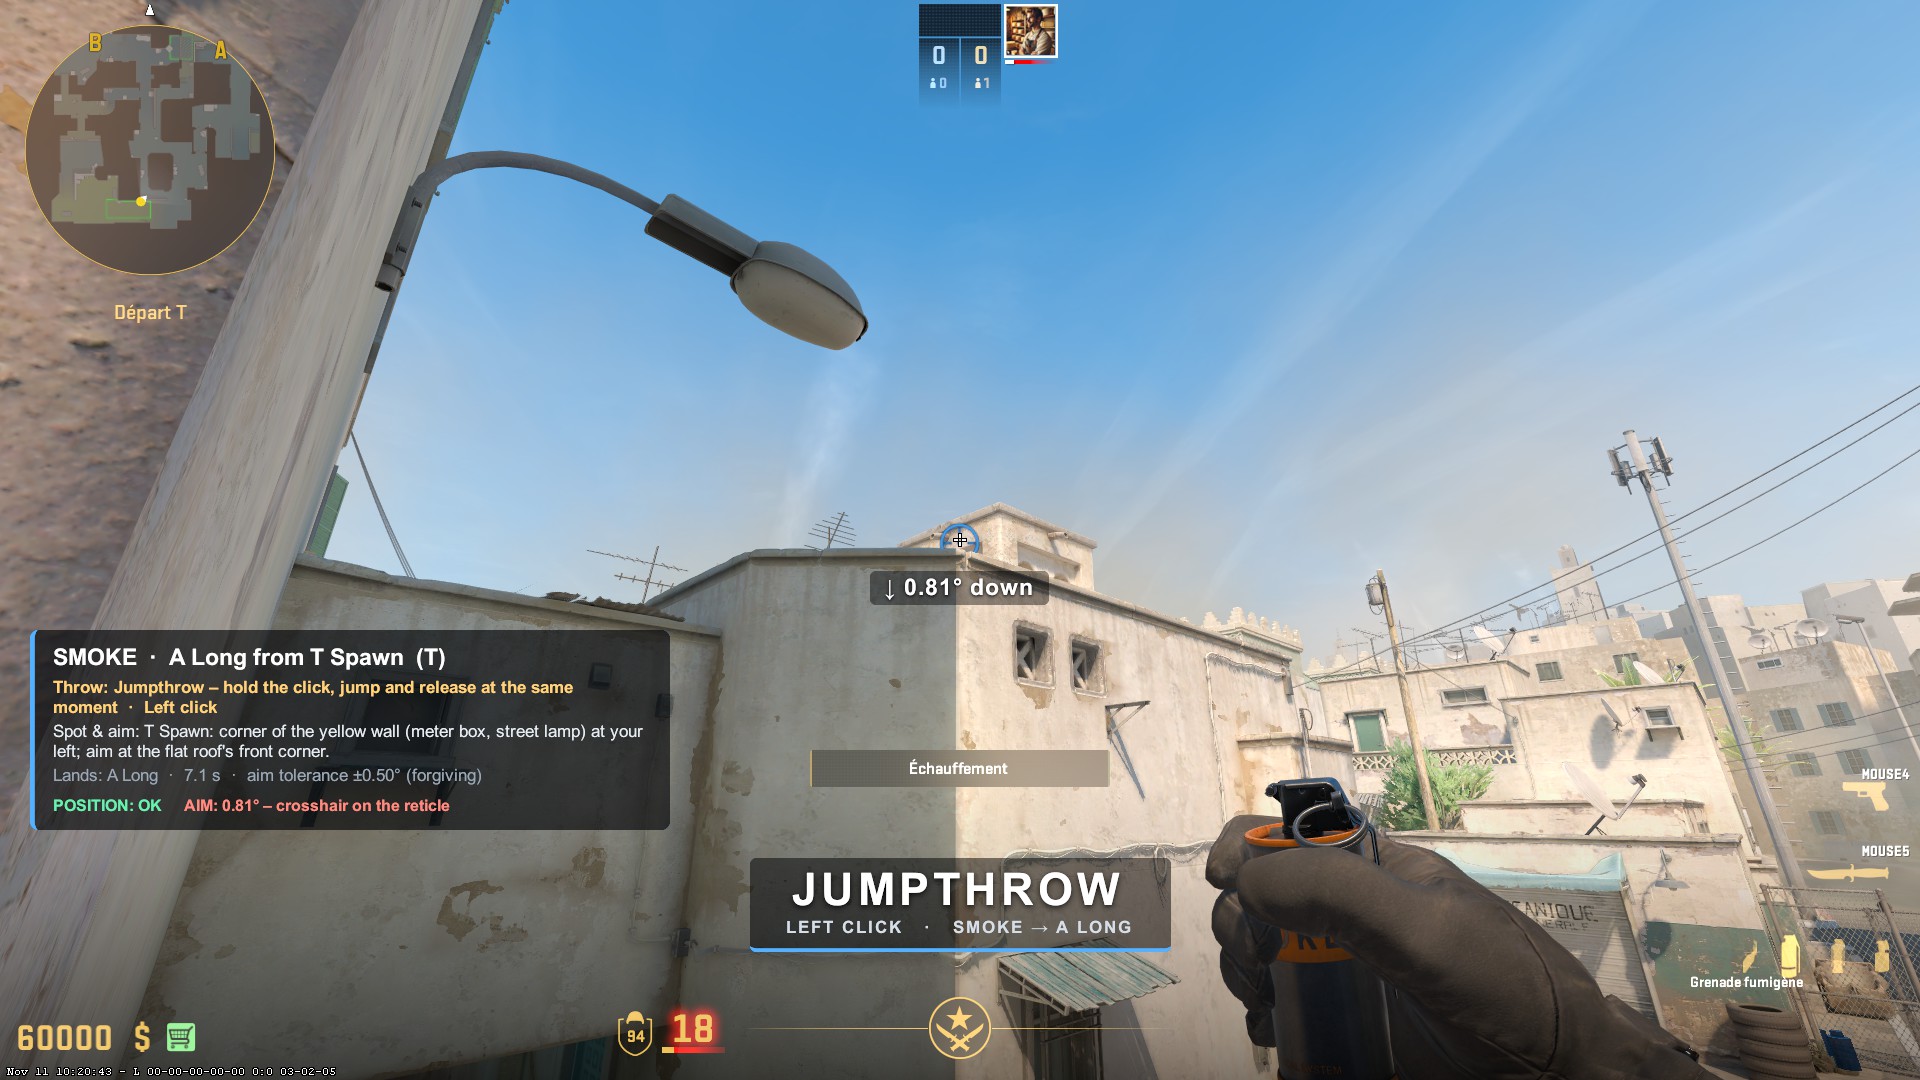 B
A
0
0
0
1
Départ T
↓ 0.81° down
SMOKE · A Long from T Spawn (T)
Throw: Jumpthrow – hold the click, jump and release at the same
moment · Left click
Spot & aim: T Spawn: corner of the yellow wall (meter box, street lamp) at your
left; aim at the flat roof's front corner.
Lands: A Long · 7.1 s · aim tolerance ±0.50° (forgiving)
POSITION: OK AIM: 0.81° – crosshair on the reticle
Échauffement
MOUSE4
MOUSE5
JUMPTHROW
LEFT CLICK · SMOKE → A LONG
Grenade fumigène
60000 $
94
18
Nov 11 10:20:43 - L 00-00-00-00-00 0:0 03-02-05